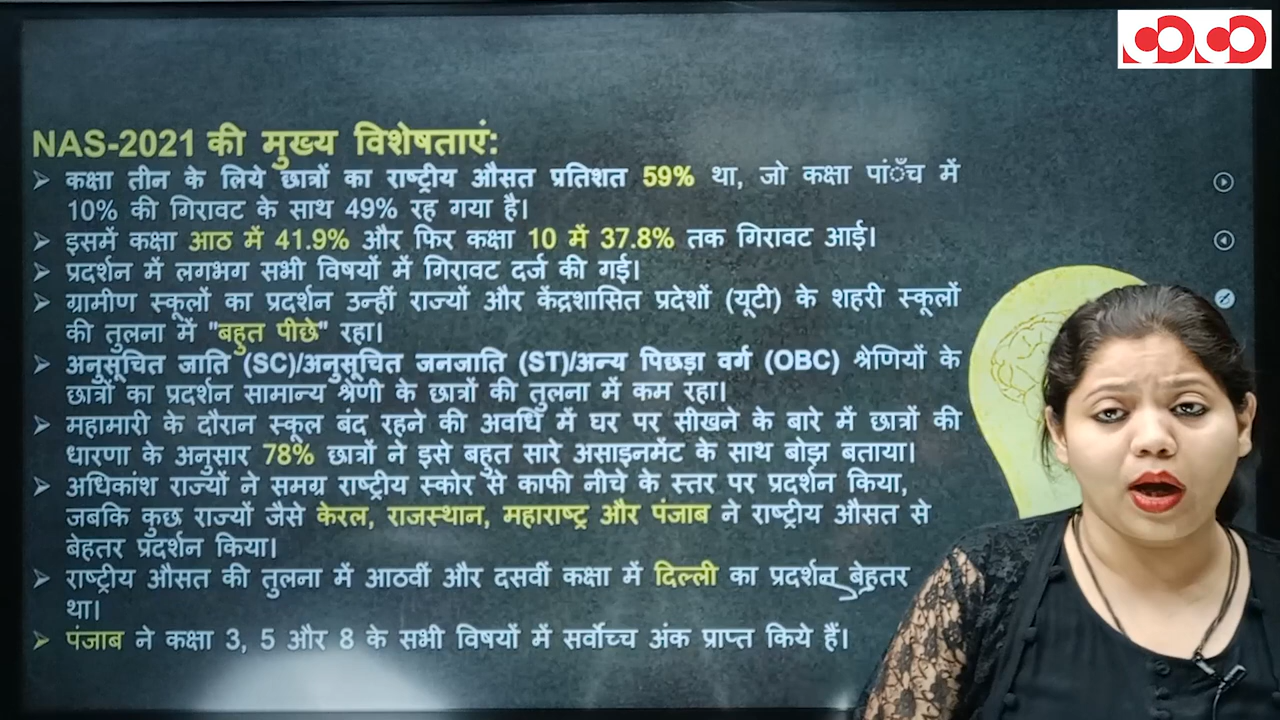 NAS-2021 की मुख्य विशेषताएं:
➢ कक्षा तीन के लिये छात्रों का राष्ट्रीय औसत प्रतिशत 59% था, जो कक्षा पांँच में
10% की गिरावट के साथ 49% रह गया है।
➢ इसमें कक्षा आठ में 41.9% और फिर कक्षा 10 में 37.8% तक गिरावट आई।
➢ प्रदर्शन में लगभग सभी विषयों में गिरावट दर्ज की गई।
➢ ग्रामीण स्कूलों का प्रदर्शन उन्हीं राज्यों और केंद्रशासित प्रदेशों (यूटी) के शहरी स्कूलों
की तुलना में "बहुत पीछे" रहा।
➢ अनुसूचित जाति (SC)/अनुसूचित जनजाति (ST)/अन्य पिछड़ा वर्ग (OBC) श्रेणियों के
छात्रों का प्रदर्शन सामान्य श्रेणी के छात्रों की तुलना में कम रहा।
➢ महामारी के दौरान स्कूल बंद रहने की अवधि में घर पर सीखने के बारे में छात्रों की
धारणा के अनुसार 78% छात्रों ने इसे बहुत सारे असाइनमेंट के साथ बोझ बताया।
➢ अधिकांश राज्यों ने समग्र राष्ट्रीय स्कोर से काफी नीचे के स्तर पर प्रदर्शन किया,
जबकि कुछ राज्यों जैसे केरल, राजस्थान, महाराष्ट्र और पंजाब ने राष्ट्रीय औसत से
बेहतर प्रदर्शन किया।
➢ राष्ट्रीय औसत की तुलना में आठवीं और दसवीं कक्षा में दिल्ली का प्रदर्शन बेहतर
था।
➢ पंजाब ने कक्षा 3, 5 और 8 के सभी विषयों में सर्वोच्च अंक प्राप्त किये हैं।